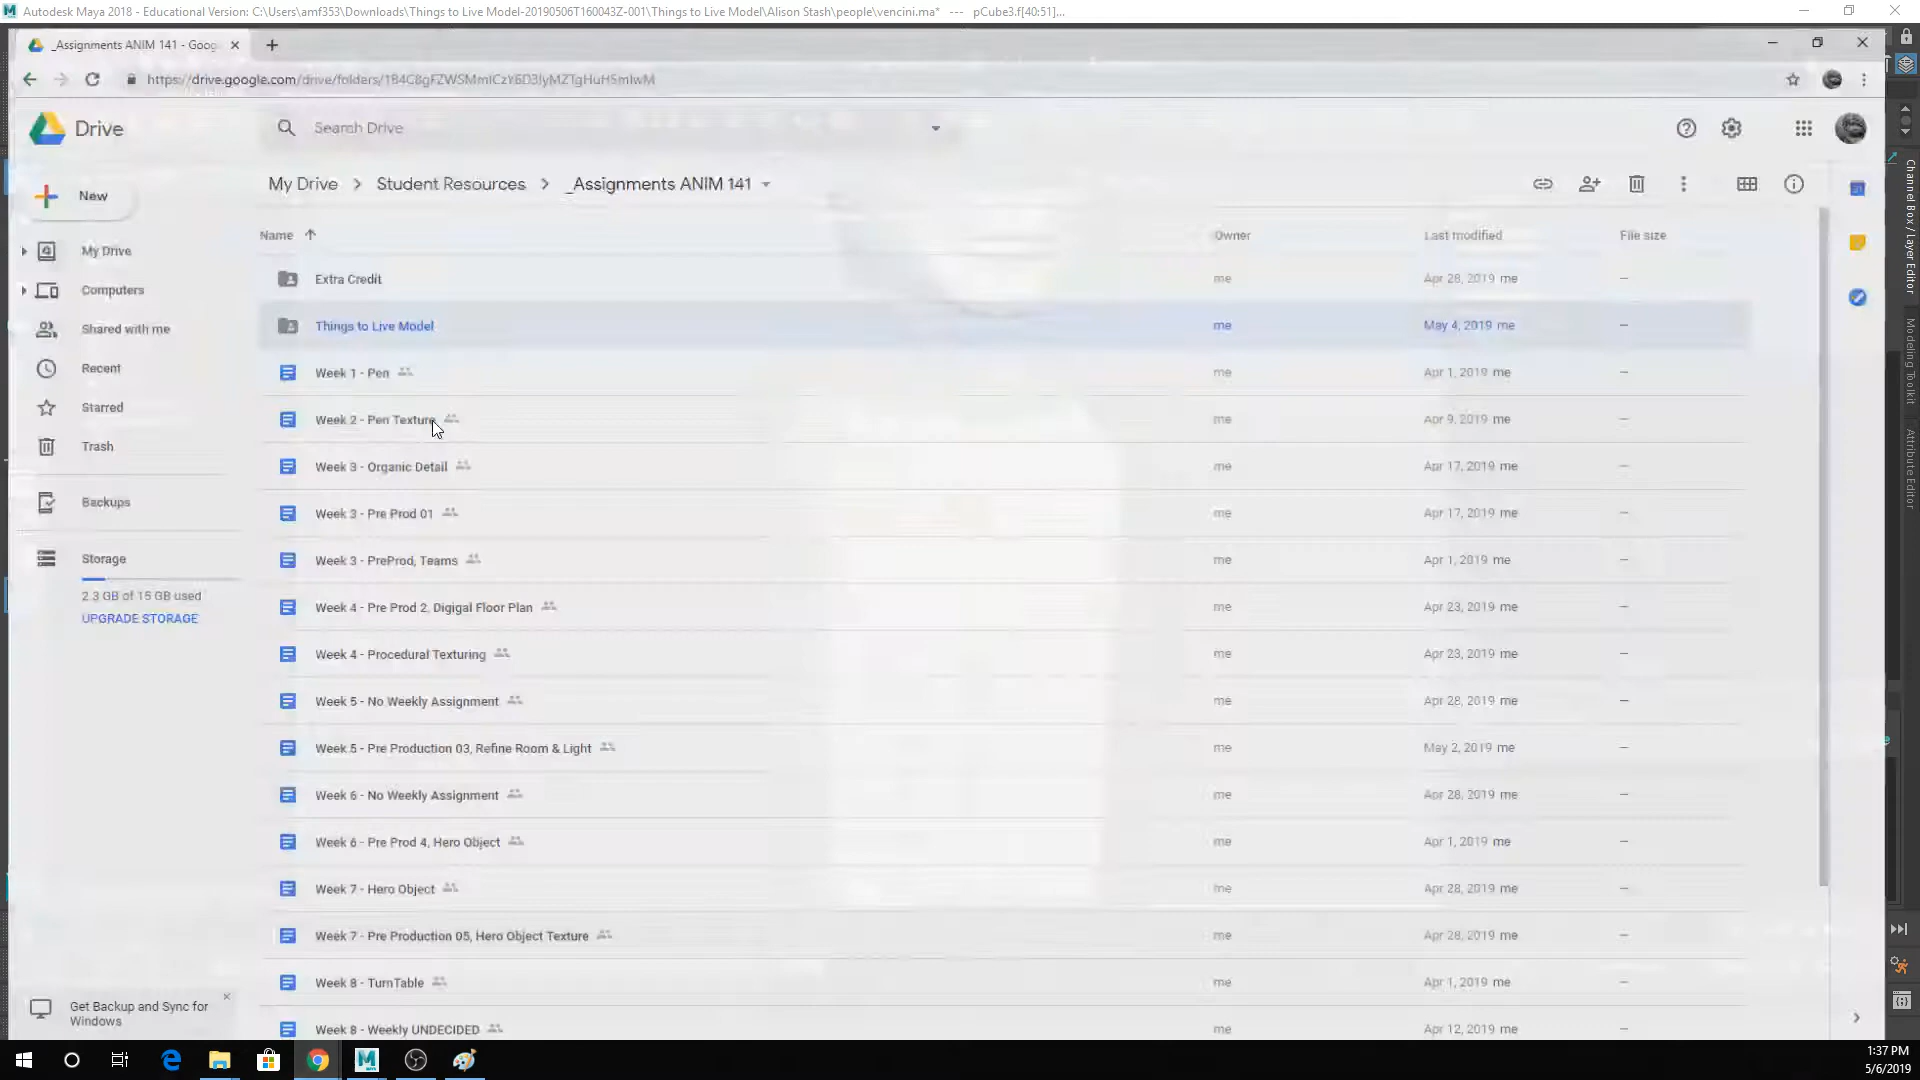 Autodesk Maya 2018 - Educational Version: C:\Users\amf353\Downloads\Things to Live Model-20190506T160043Z-001\Things to Live Model\Alison Stash\people\vencini.ma* --- pCube3.f[40:51]...
_Assignments ANIM 141 - Goog
Drive
Search Drive
My Drive > Student Resources > _Assignments ANIM 141
New
Name
Owner
Last modified
File size
My Drive
Computers
Shared with me
Recent
Starred
Trash
Backups
Storage
2.3 GB of 15 GB used
UPGRADE STORAGE
Extra Credit me Apr 28, 2019 me –
Things to Live Model me May 4, 2019 me –
Week 1 - Pen me Apr 1, 2019 me –
Week 2 - Pen Texture me Apr 9, 2019 me –
Week 3 - Organic Detail me Apr 17, 2019 me –
Week 3 - Pre Prod 01 me Apr 17, 2019 me –
Week 3 - PreProd, Teams me Apr 1, 2019 me –
Week 4 - Pre Prod 2, Digigal Floor Plan me Apr 23, 2019 me –
Week 4 - Procedural Texturing me Apr 23, 2019 me –
Week 5 - No Weekly Assignment me Apr 28, 2019 me –
Week 5 - Pre Production 03, Refine Room & Light me May 2, 2019 me –
Week 6 - No Weekly Assignment me Apr 28, 2019 me –
Week 6 - Pre Prod 4, Hero Object me Apr 1, 2019 me –
Week 7 - Hero Object me Apr 28, 2019 me –
Week 7 - Pre Production 05, Hero Object Texture me Apr 28, 2019 me –
Week 8 - TurnTable me Apr 1, 2019 me –
Week 8 - Weekly UNDECIDED me Apr 12, 2019 me –
Get Backup and Sync for
Windows
Channel Box / Layer Editor
Modeling Toolkit
Attribute Editor
1:37 PM
5/6/2019